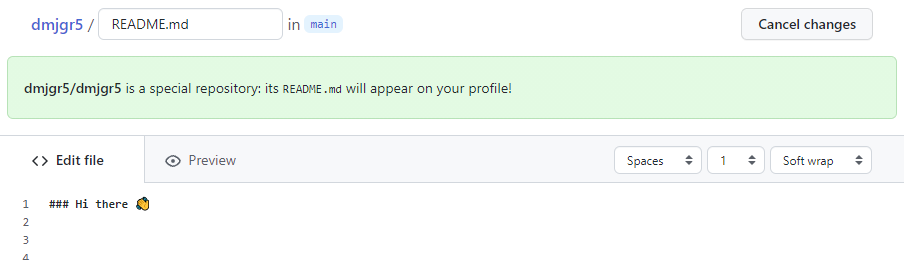 dmjgr5 / README.md in main Cancel changes
dmjgr5/dmjgr5 is a special repository: its README.md will appear on your profile!
<> Edit file Preview Spaces 1 Soft wrap
1 ### Hi there 👋
2
3
4